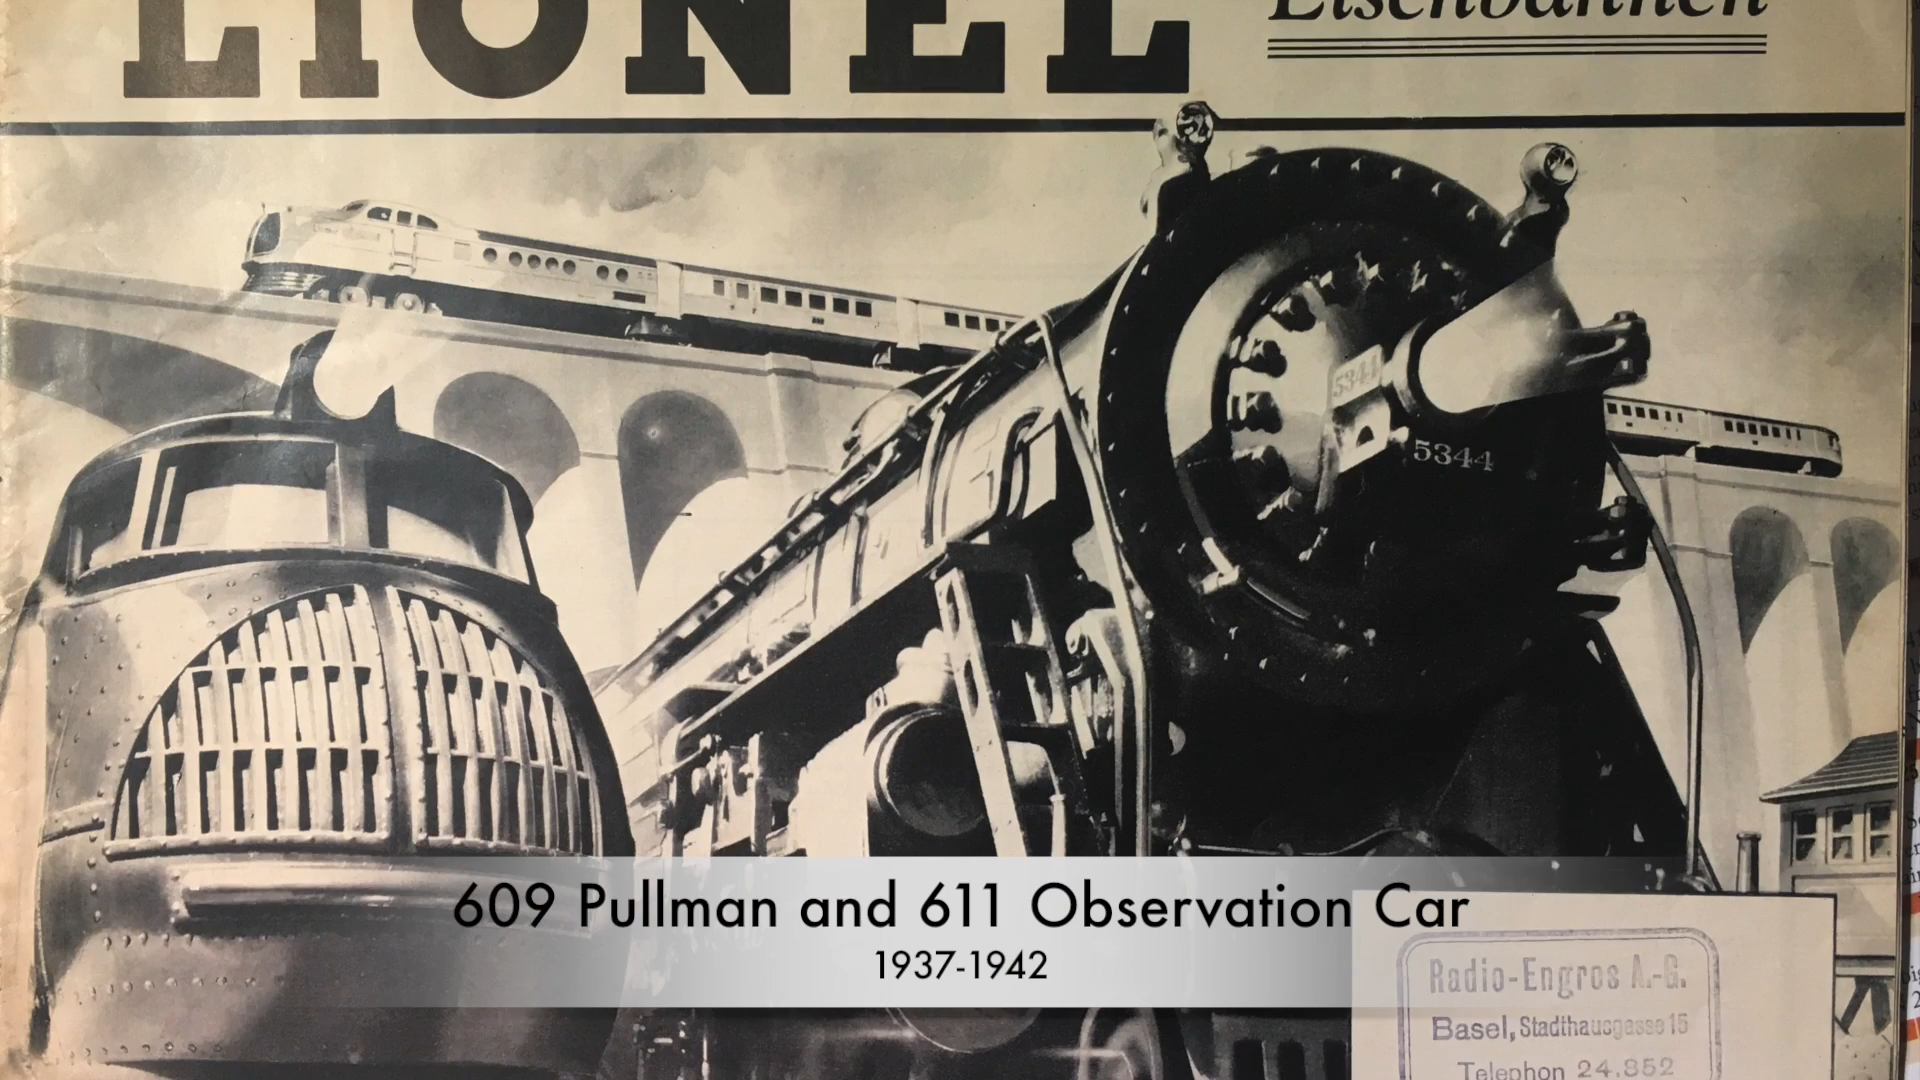 LIONEL Eisenbahnen
5344
5344
609 Pullman and 611 Observation Car
1937-1942
Radio-Engros A.-G.
Basel, Stadthausgasse 15
Telephon 24.852